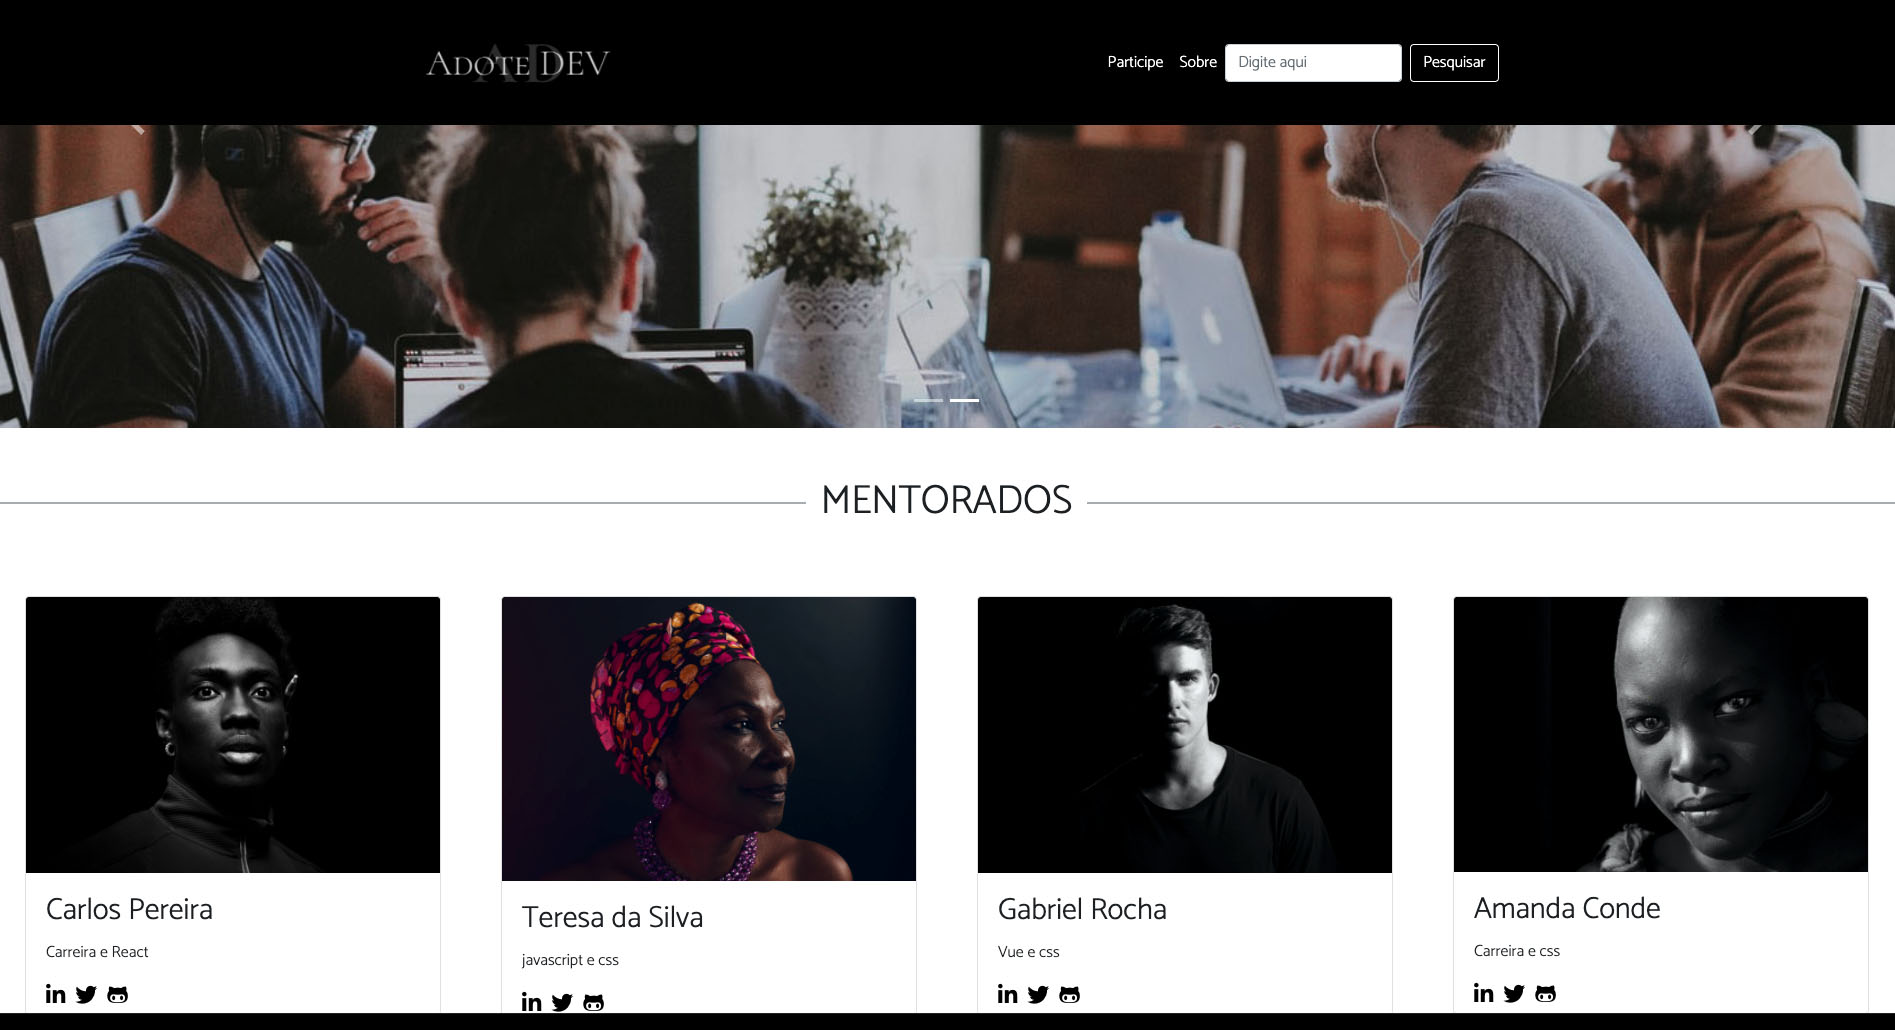 ADOTE DEV
Participe Sobre Digite aqui Pesquisar
MENTORADOS
Carlos Pereira
Carreira e React
Teresa da Silva
javascript e css
Gabriel Rocha
Vue e css
Amanda Conde
Carreira e css